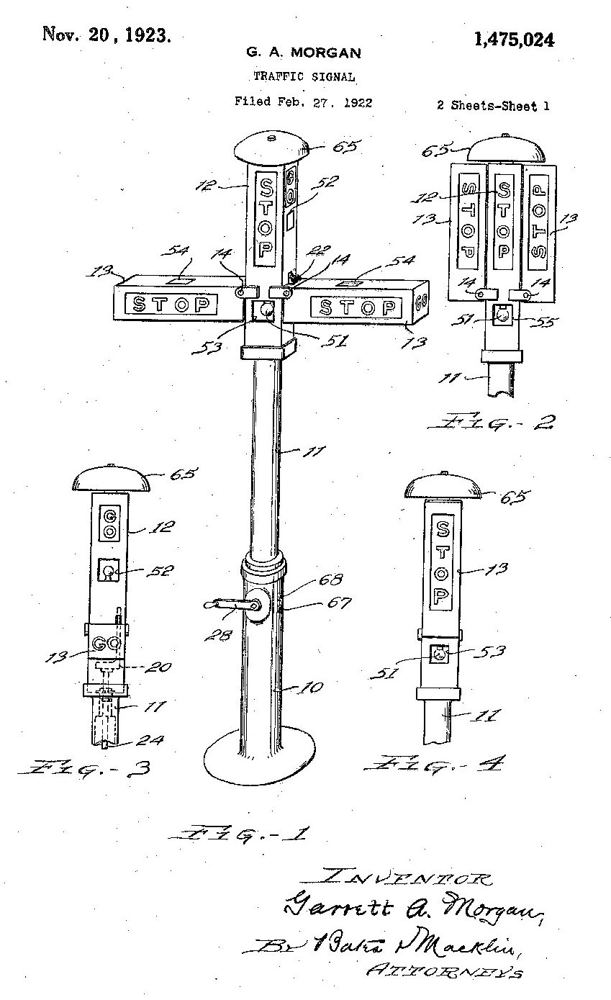 Nov. 20, 1923.
1,475,024
G. A. MORGAN
TRAFFIC SIGNAL
Filed Feb. 27. 1922
2 Sheets-Sheet 1
65
12
STOP
GO
52
54
14
22
14
54
13
STOP
STOP
GO
53
51
13
11
68
67
28
10
FIG.-1
65
12
13
STOP
STOP
STOP
13
14
14
51
55
11
FIG.-2
65
GO
12
52
GO
13
20
11
24
FIG.-3
65
STOP
13
51
53
11
FIG.-4
INVENTOR
Garrett A. Morgan,
By Bates & Macklin,
ATTORNEYS